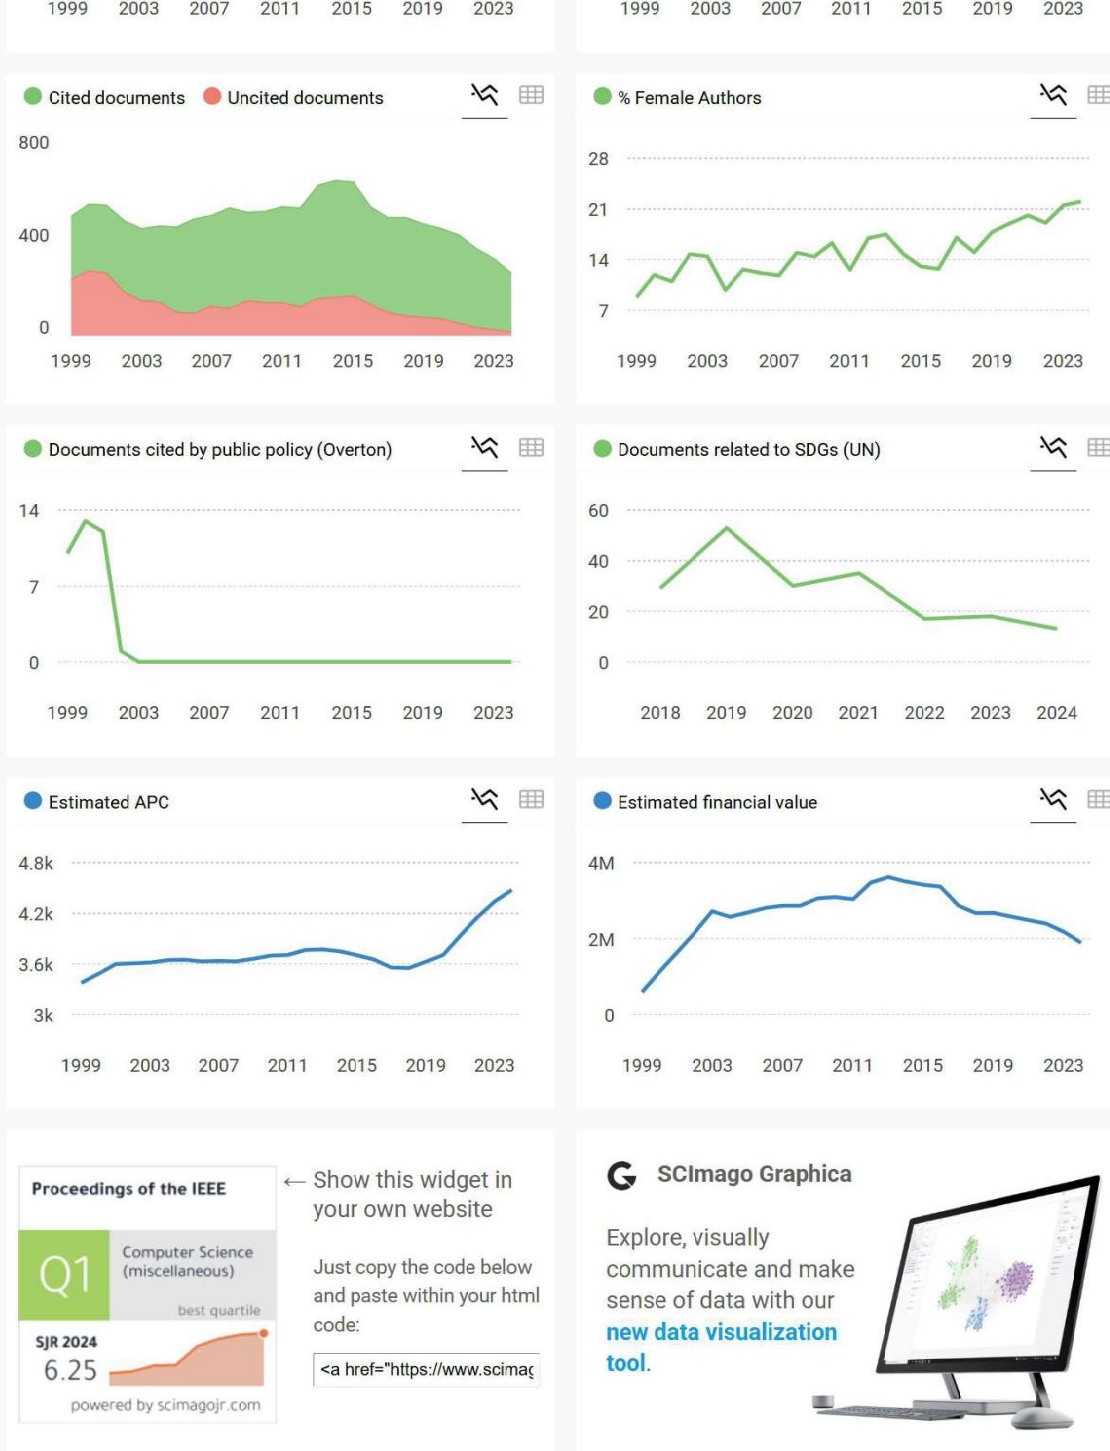 1999 2003 2007 2011 2015 2019 2023
1999 2003 2007 2011 2015 2019 2023
Cited documents Uncited documents
800
400
0
1999 2003 2007 2011 2015 2019 2023
% Female Authors
28
21
14
7
1999 2003 2007 2011 2015 2019 2023
Documents cited by public policy (Overton)
14
7
0
1999 2003 2007 2011 2015 2019 2023
Documents related to SDGs (UN)
60
40
20
0
2018 2019 2020 2021 2022 2023 2024
Estimated APC
4.8k
4.2k
3.6k
3k
1999 2003 2007 2011 2015 2019 2023
Estimated financial value
4M
2M
0
1999 2003 2007 2011 2015 2019 2023
Proceedings of the IEEE
Q1
Computer Science
(miscellaneous)
best quartile
SJR 2024
6.25
powered by scimagojr.com
← Show this widget in
your own website
Just copy the code below
and paste within your html
code:
<a href="https://www.scimag
SCImago Graphica
Explore, visually
communicate and make
sense of data with our
new data visualization
tool.